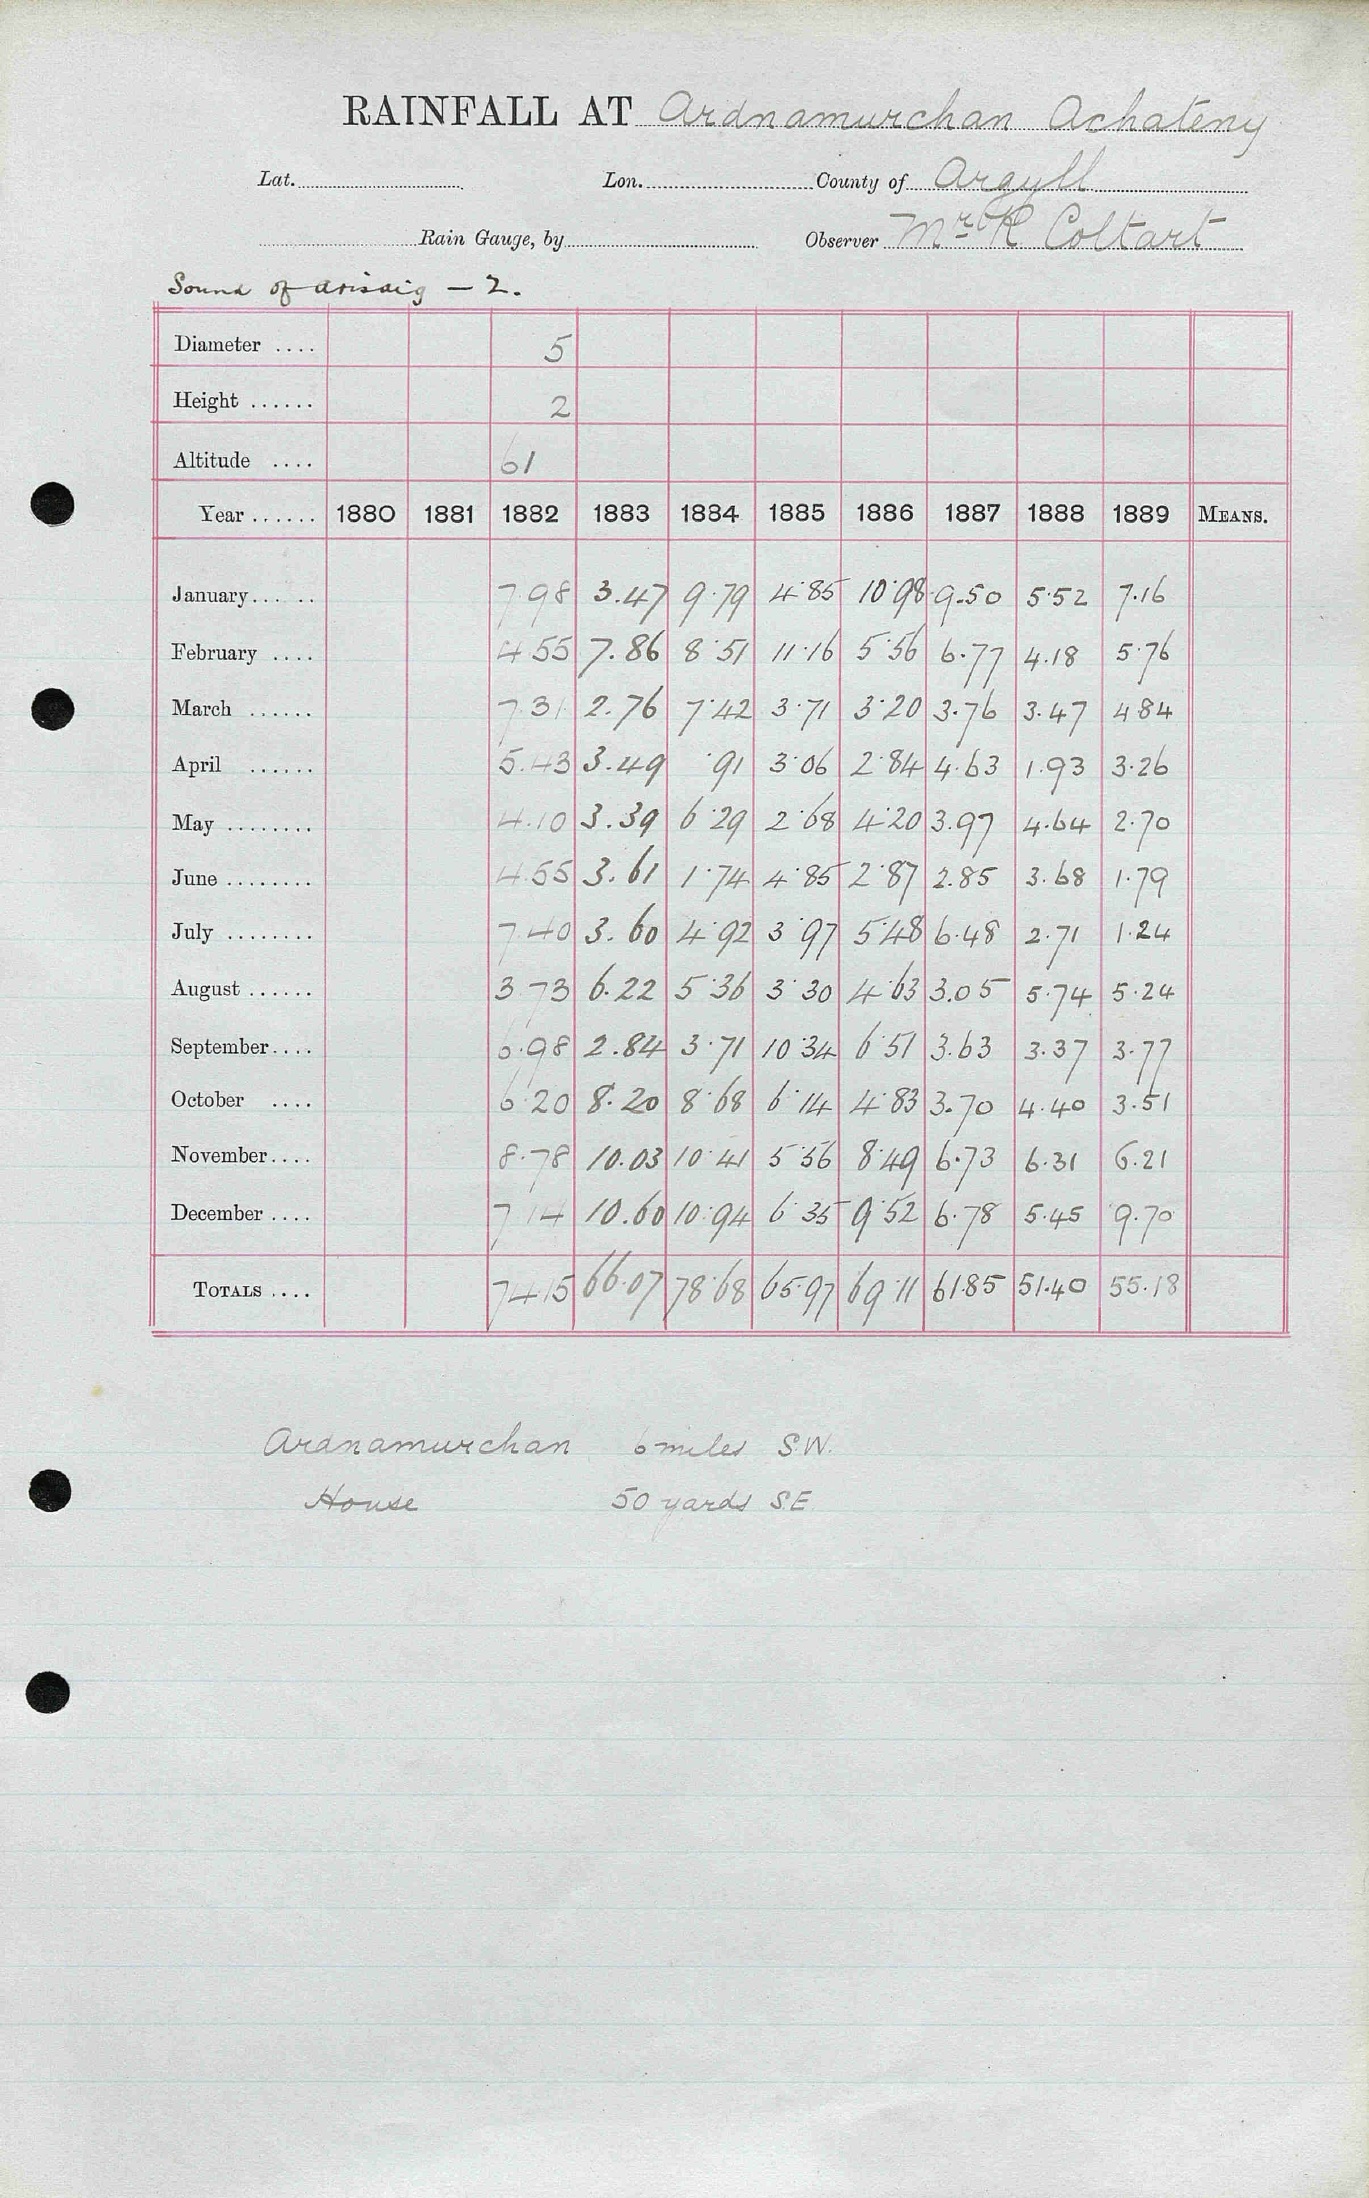 RAINFALL AT Ardnamurchan Achateny
Lat. Lon. County of Argyll
Rain Gauge, by Observer Mr R Coltart
Sound of Arisaig — 2.
Diameter .... 5
Height ...... 2
Altitude .... 61
Year ...... 1880 1881 1882 1883 1884 1885 1886 1887 1888 1889 MEANS.
January ..... 7.98 3.47 9.79 4.85 10.98 9.50 5.52 7.16
February .... 4.55 7.86 8.51 11.16 5.56 6.77 4.18 5.76
March ...... 7.31 2.76 7.42 3.71 3.20 3.76 3.47 4.84
April ...... 5.43 3.49 .91 3.06 2.84 4.63 1.93 3.26
May ........ 4.10 3.39 6.29 2.68 4.20 3.97 4.64 2.70
June ........ 4.55 3.61 1.74 4.85 2.87 2.85 3.68 1.79
July ........ 7.40 3.60 4.92 3.97 5.48 6.48 2.71 1.24
August ...... 3.73 6.22 5.36 3.30 4.63 3.05 5.74 5.24
September .... 6.98 2.84 3.71 10.34 6.51 3.63 3.37 3.77
October .... 6.20 8.20 8.68 6.14 4.83 3.70 4.40 3.51
November .... 8.78 10.03 10.41 5.56 8.49 6.73 6.31 6.21
December .... 7.14 10.60 10.94 6.35 9.52 6.78 5.45 9.70
TOTALS .... 74.15 66.07 78.68 65.97 69.11 61.85 51.40 55.18
Ardnamurchan 6 miles S.W.
House 50 yards S.E.